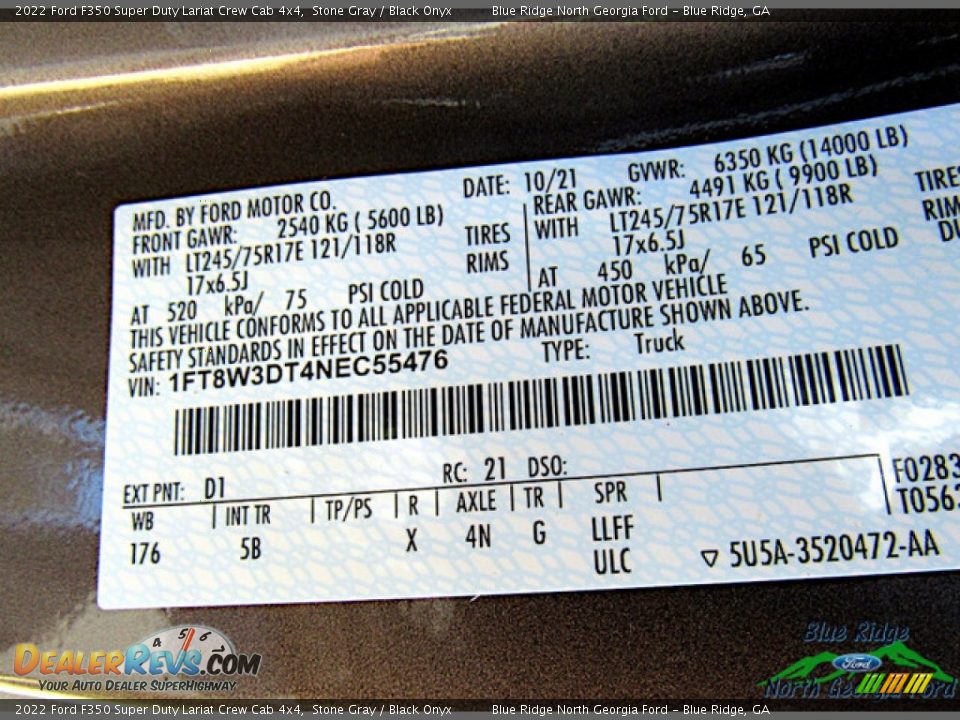 2022 Ford F350 Super Duty Lariat Crew Cab 4x4, Stone Gray / Black Onyx Blue Ridge North Georgia Ford - Blue Ridge, GA
MFD. BY FORD MOTOR CO. DATE: 10/21 GVWR: 6350 KG (14000 LB)
FRONT GAWR: 2540 KG ( 5600 LB) REAR GAWR: 4491 KG ( 9900 LB)
WITH LT245/75R17E 121/118R TIRES WITH LT245/75R17E 121/118R TIRES
17x6.5J RIMS 17x6.5J
AT 520 kPa/ 75 PSI COLD AT 450 kPa/ 65 PSI COLD
THIS VEHICLE CONFORMS TO ALL APPLICABLE FEDERAL MOTOR VEHICLE
SAFETY STANDARDS IN EFFECT ON THE DATE OF MANUFACTURE SHOWN ABOVE.
VIN: 1FT8W3DT4NEC55476 TYPE: Truck
EXT PNT: D1 RC: 21 DSO: F0283
WB INT TR TP/PS R AXLE TR SPR T0563
176 5B X 4N G LLFF
ULC ▽ 5U5A-3520472-AA
4 5 6
DEALERREVS.COM
YOUR AUTO DEALER SUPERHIGHWAY
Blue Ridge
Ford
North Georgia Ford
2022 Ford F350 Super Duty Lariat Crew Cab 4x4, Stone Gray / Black Onyx Blue Ridge North Georgia Ford - Blue Ridge, GA